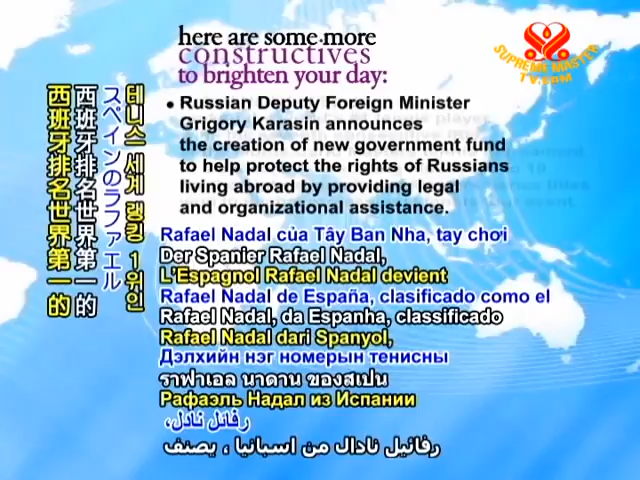 here are some more
constructives
to brighten your day:
SUPREME MASTER
TV.com
• Russian Deputy Foreign Minister
Grigory Karasin announces
the creation of new government fund
to help protect the rights of Russians
living abroad by providing legal
and organizational assistance.
西班牙排名世界第一的
西班牙排名世界第一的
スペインのラファエル
테니스 세계 랭킹 1위인
Rafael Nadal của Tây Ban Nha, tay chơi
Der Spanier Rafael Nadal,
L'Espagnol Rafael Nadal devient
Rafael Nadal de España, clasificado como el
Rafael Nadal, da Espanha, classificado
Rafael Nadal dari Spanyol,
Дэлхийн нэг номерын тенисны
ราฟาเอล นาดาน ของสเปน
Рафаэль Надал из Испании
رفائل نادل،
رفائيل نادال من اسبانيا ، يصنف